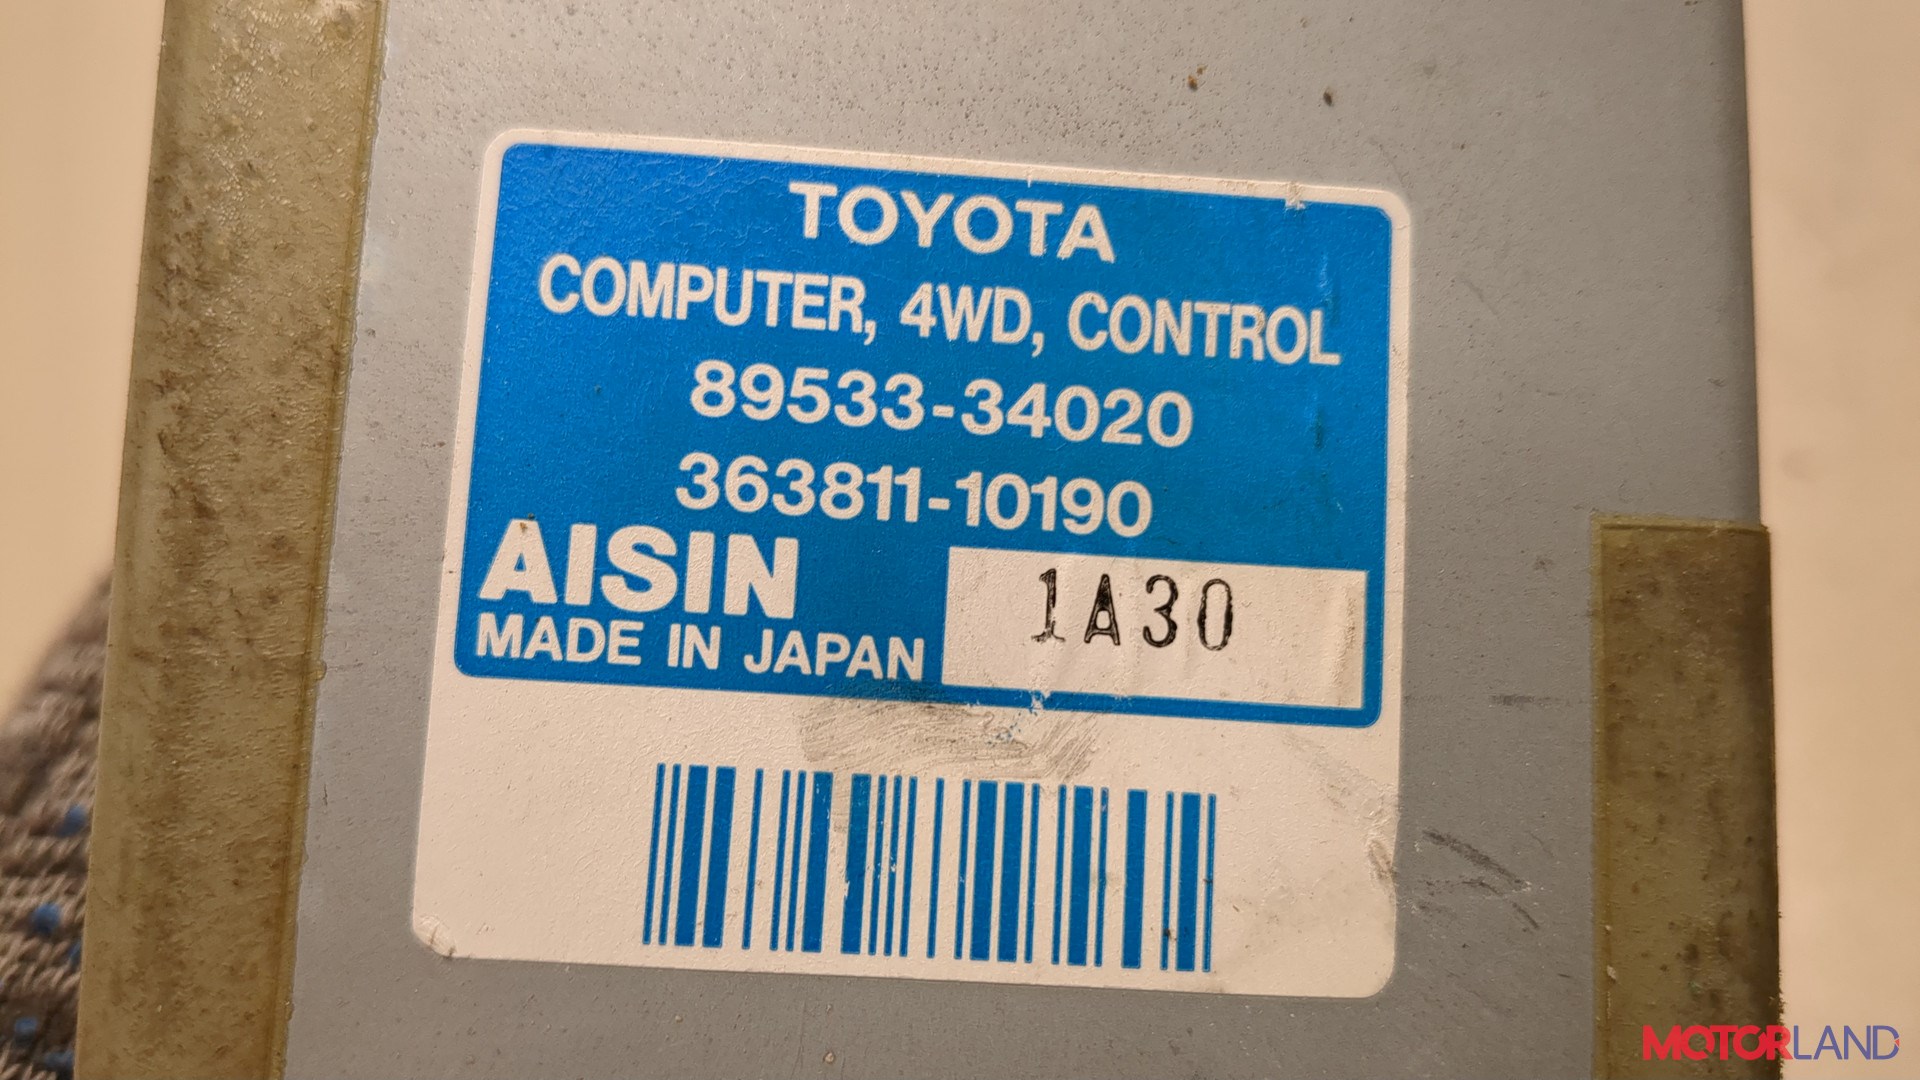 TOYOTA
COMPUTER, 4WD, CONTROL
89533-34020
363811-10190
AISIN
MADE IN JAPAN
1A30
MOTORLAND